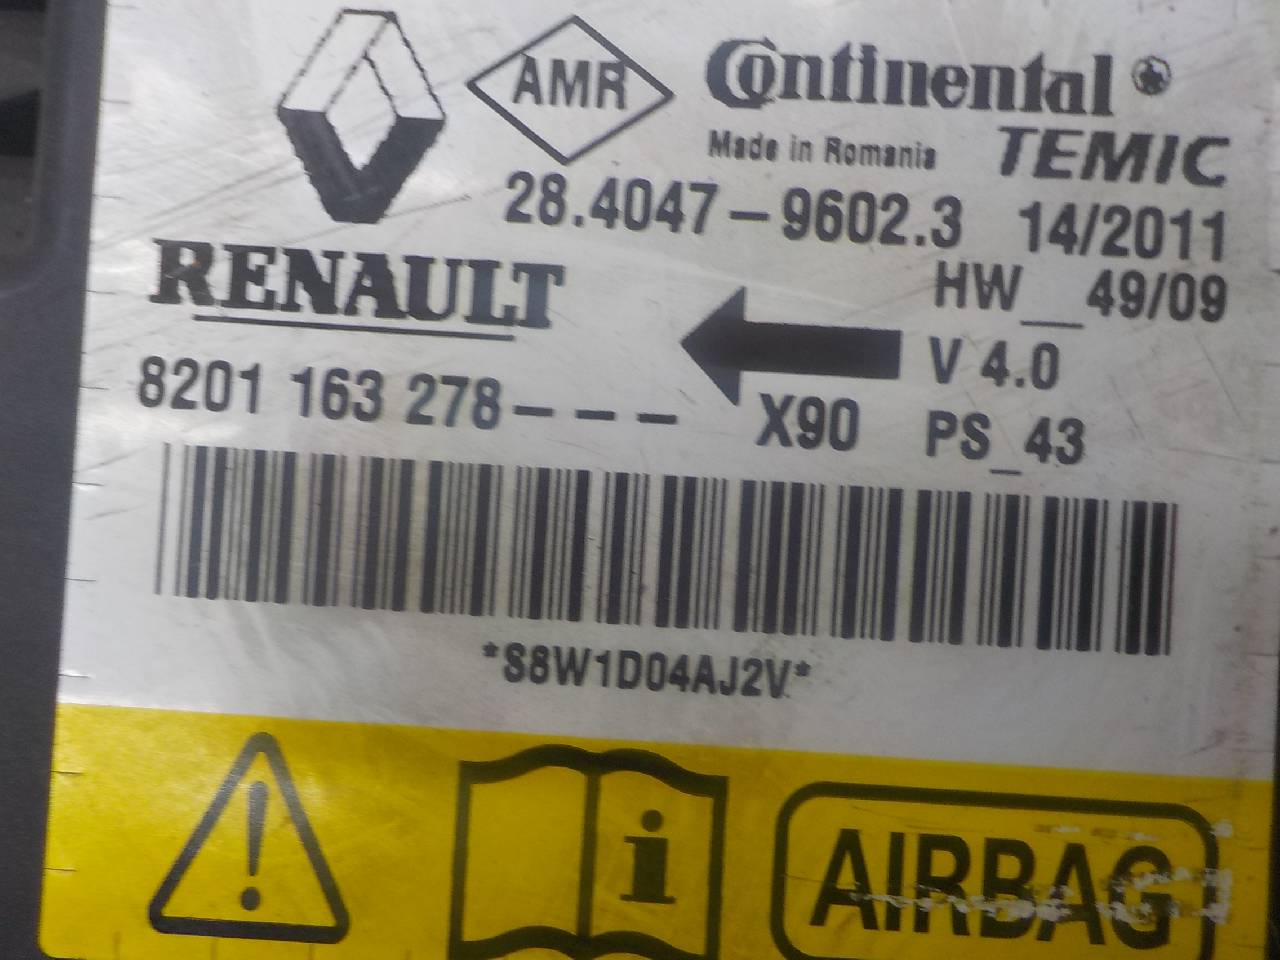 AMR Continental
Made in Romania TEMIC
28.4047-9602.3 14/2011
RENAULT HW__49/09
V 4.0
8201 163 278--- X90 PS_43
*S8W1D04AJ2V*
i
AIRBAG